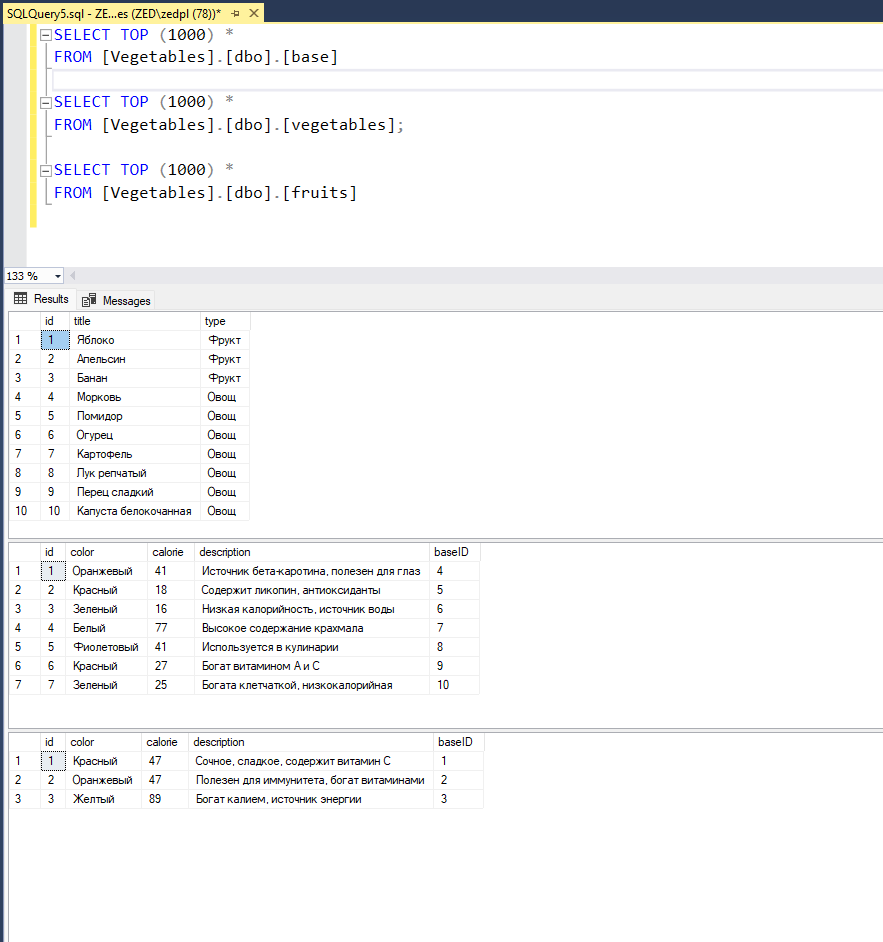 SQLQuery5.sql - ZE...es (ZED\zedpl (78))*
SELECT TOP (1000) *
FROM [Vegetables].[dbo].[base]
SELECT TOP (1000) *
FROM [Vegetables].[dbo].[vegetables];
SELECT TOP (1000) *
FROM [Vegetables].[dbo].[fruits]
133 %
Results Messages
id title type
1 1 Яблоко Фрукт
2 2 Апельсин Фрукт
3 3 Банан Фрукт
4 4 Морковь Овощ
5 5 Помидор Овощ
6 6 Огурец Овощ
7 7 Картофель Овощ
8 8 Лук репчатый Овощ
9 9 Перец сладкий Овощ
10 10 Капуста белокочанная Овощ
id color calorie description baseID
1 1 Оранжевый 41 Источник бета-каротина, полезен для глаз 4
2 2 Красный 18 Содержит ликопин, антиоксиданты 5
3 3 Зеленый 16 Низкая калорийность, источник воды 6
4 4 Белый 77 Высокое содержание крахмала 7
5 5 Фиолетовый 41 Используется в кулинарии 8
6 6 Красный 27 Богат витамином А и С 9
7 7 Зеленый 25 Богата клетчаткой, низкокалорийная 10
id color calorie description baseID
1 1 Красный 47 Сочное, сладкое, содержит витамин С 1
2 2 Оранжевый 47 Полезен для иммунитета, богат витаминами 2
3 3 Желтый 89 Богат калием, источник энергии 3